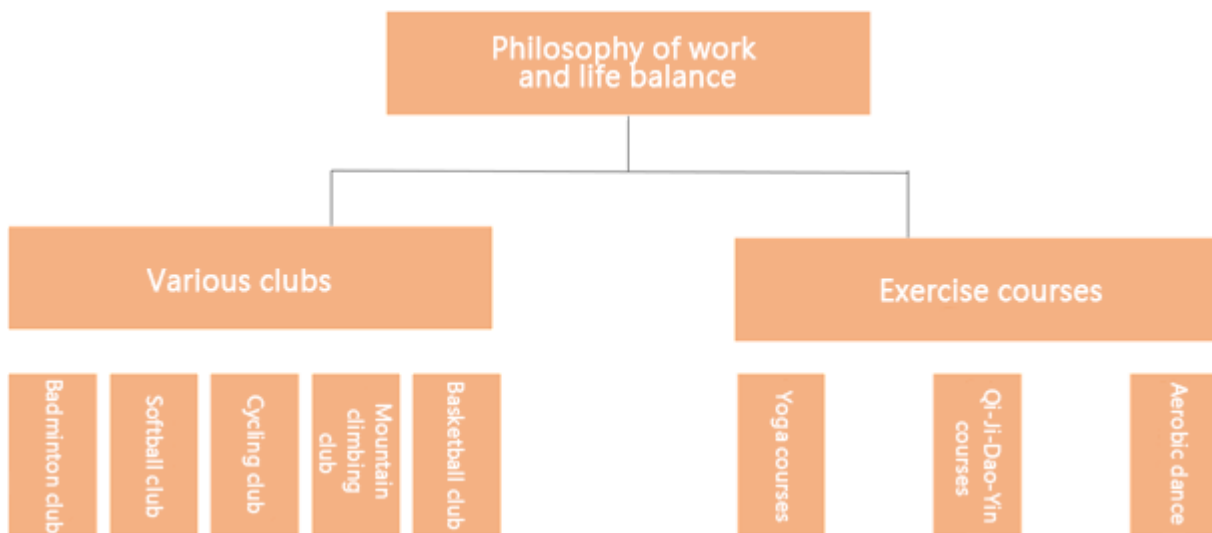 Philosophy of work
and life balance
Various clubs
Exercise courses
Badminton club
Softball club
Cycling club
Mountain
climbing
club
Basketball club
Yoga courses
Qi-Ji-Dao-Yin
courses
Aerobic dance